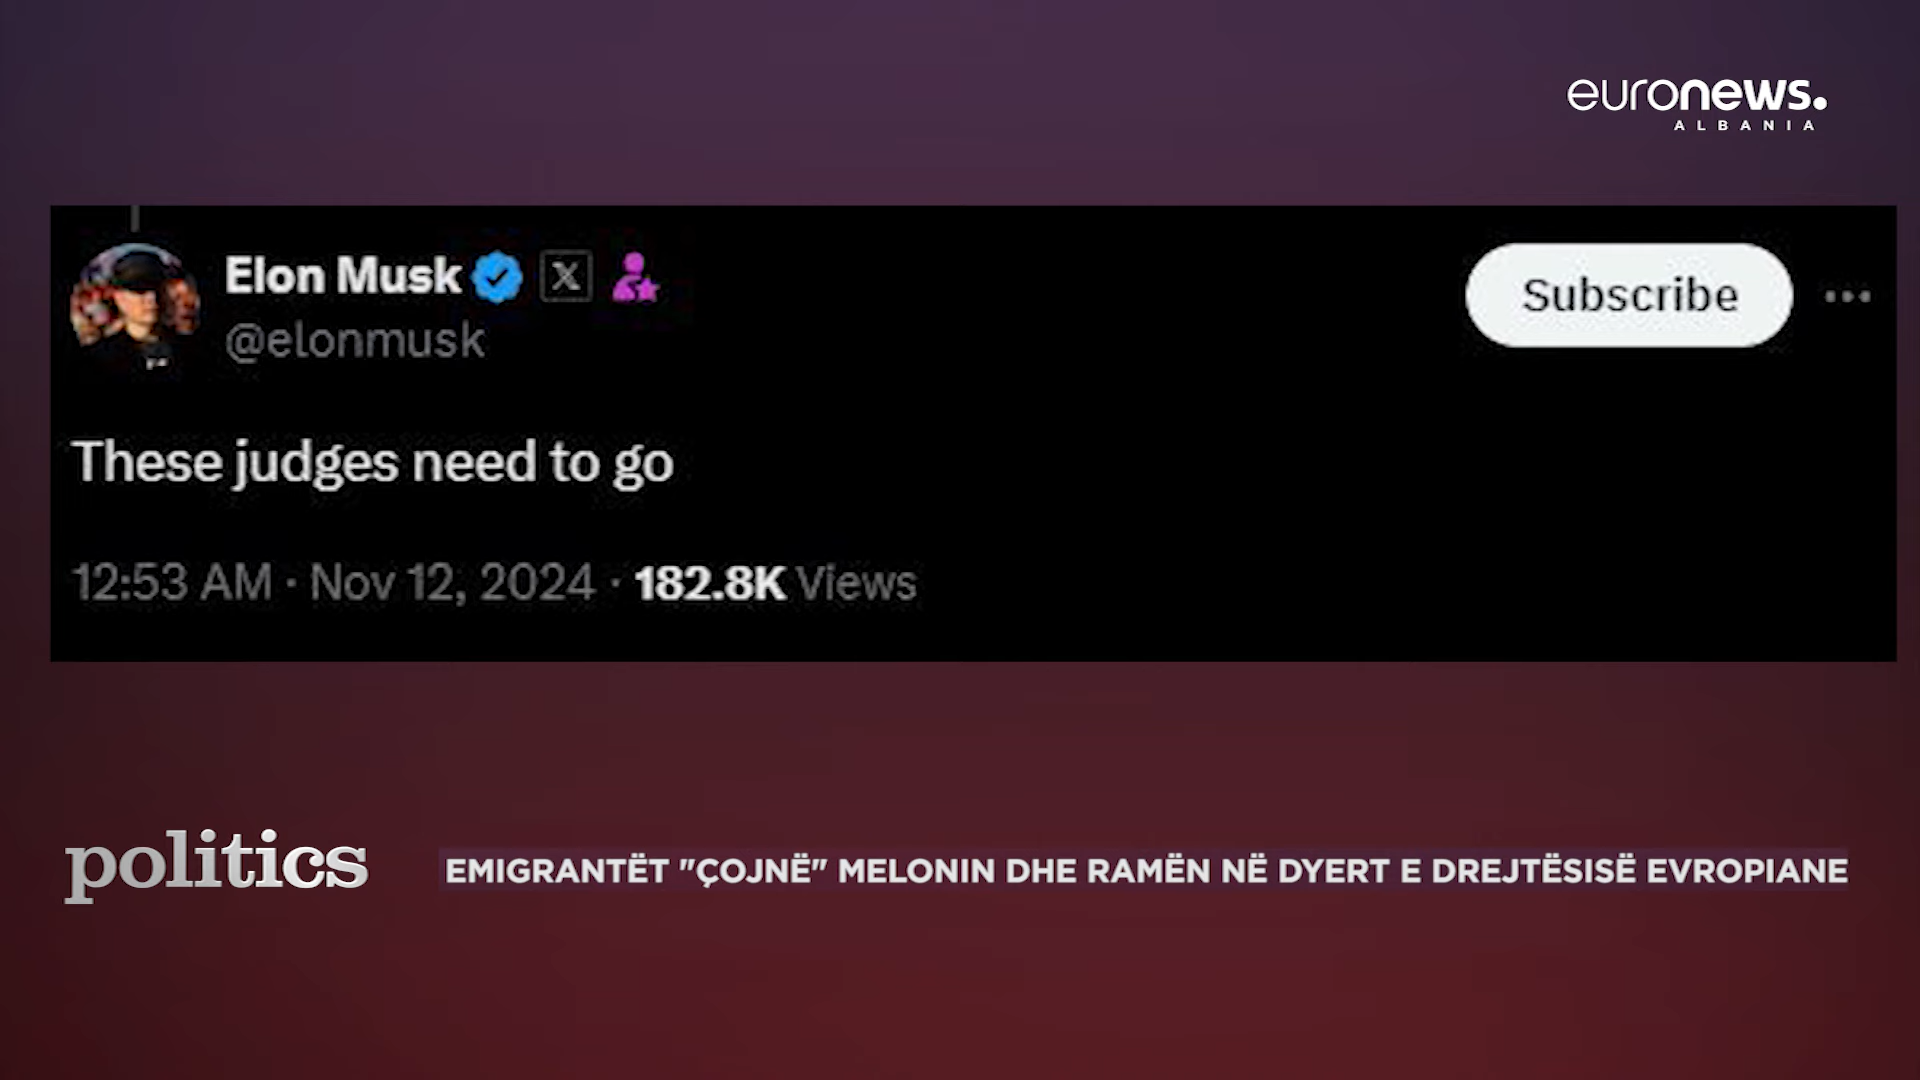 euronews.
ALBANIA
Elon Musk
@elonmusk
Subscribe
These judges need to go
12:53 AM · Nov 12, 2024 · 182.8K Views
politics
EMIGRANTËT "ÇOJNË" MELONIN DHE RAMËN NË DYERT E DREJTËSISË EVROPIANE